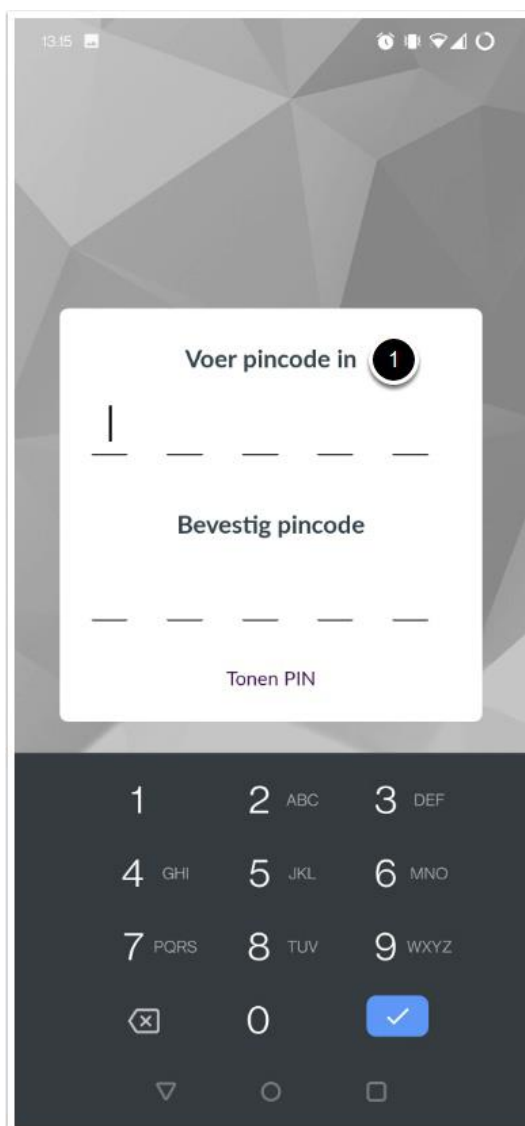 13.15
Voer pincode in 1
Bevestig pincode
Tonen PIN
1 2 ABC 3 DEF
4 GHI 5 JKL 6 MNO
7 PQRS 8 TUV 9 WXYZ
0